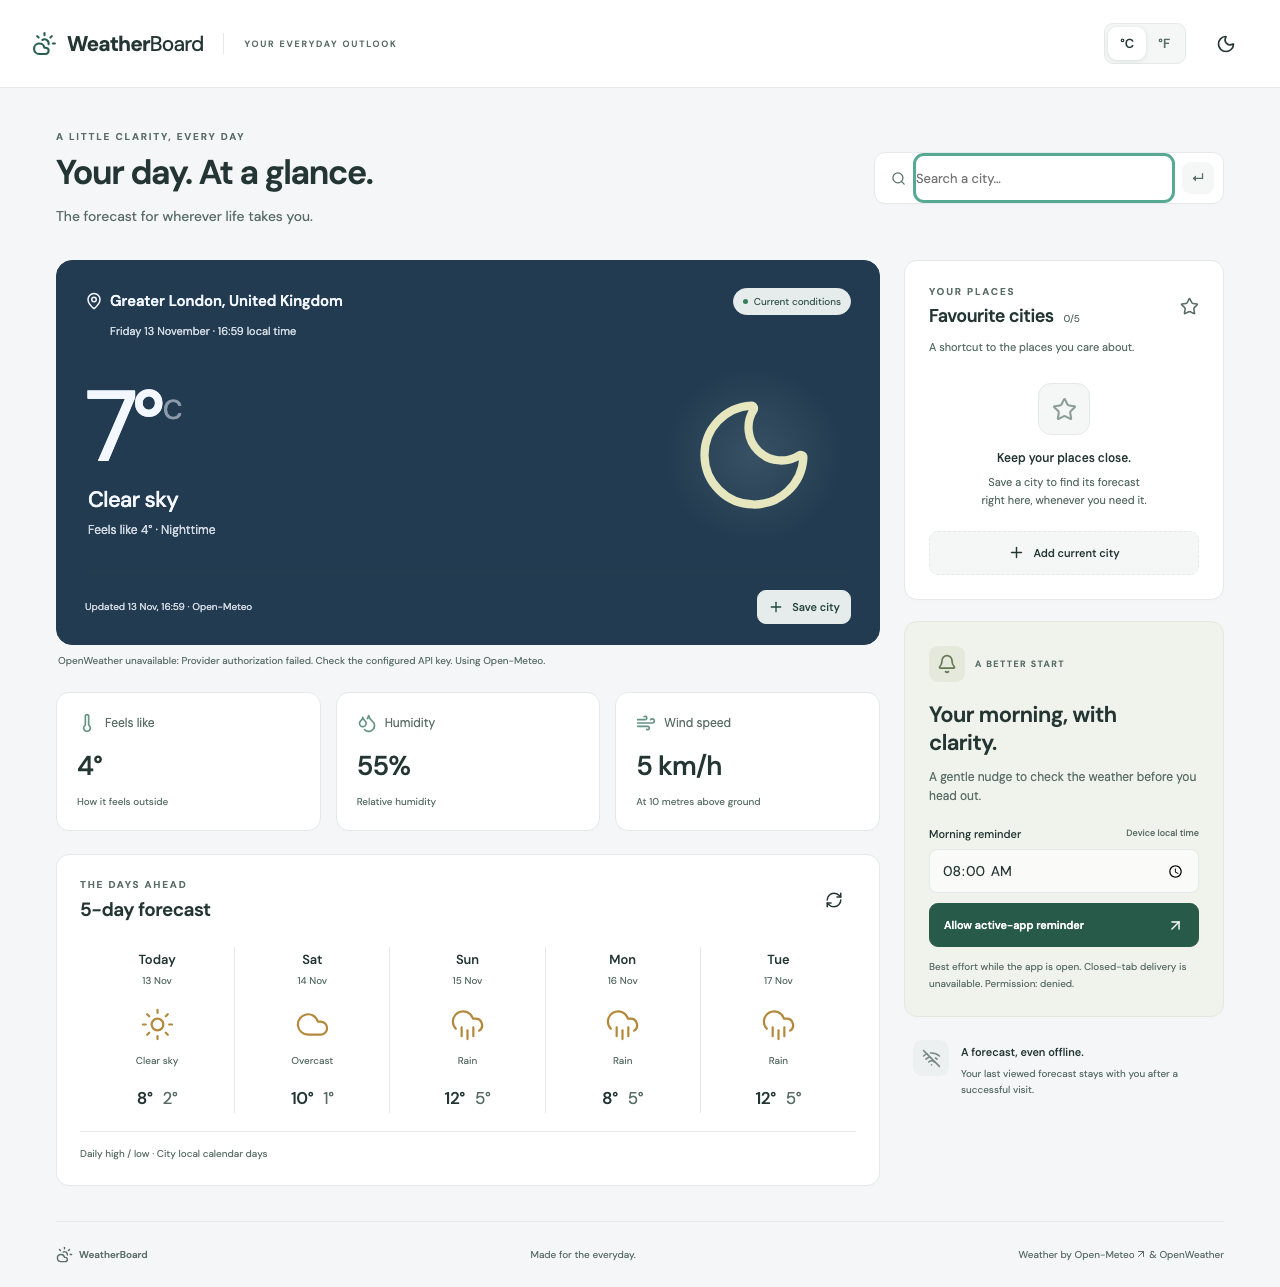 WeatherBoard
YOUR EVERYDAY OUTLOOK
°C
°F
A LITTLE CLARITY, EVERY DAY
Your day. At a glance.
The forecast for wherever life takes you.
Search a city...
Greater London, United Kingdom
Friday 13 November · 16:59 local time
Current conditions
7°C
Clear sky
Feels like 4° · Nighttime
Updated 13 Nov, 16:59 · Open-Meteo
Save city
OpenWeather unavailable: Provider authorization failed. Check the configured API key. Using Open-Meteo.
Feels like
4°
How it feels outside
Humidity
55%
Relative humidity
Wind speed
5 km/h
At 10 metres above ground
THE DAYS AHEAD
5-day forecast
Today
13 Nov
Clear sky
8° 2°
Sat
14 Nov
Overcast
10° 1°
Sun
15 Nov
Rain
12° 5°
Mon
16 Nov
Rain
8° 5°
Tue
17 Nov
Rain
12° 5°
Daily high / low · City local calendar days
YOUR PLACES
Favourite cities 0/5
A shortcut to the places you care about.
Keep your places close.
Save a city to find its forecast
right here, whenever you need it.
Add current city
A BETTER START
Your morning, with
clarity.
A gentle nudge to check the weather before you
head out.
Morning reminder
Device local time
08:00 AM
Allow active-app reminder
Best effort while the app is open. Closed-tab delivery is
unavailable. Permission: denied.
A forecast, even offline.
Your last viewed forecast stays with you after a
successful visit.
WeatherBoard
Made for the everyday.
Weather by Open-Meteo & OpenWeather